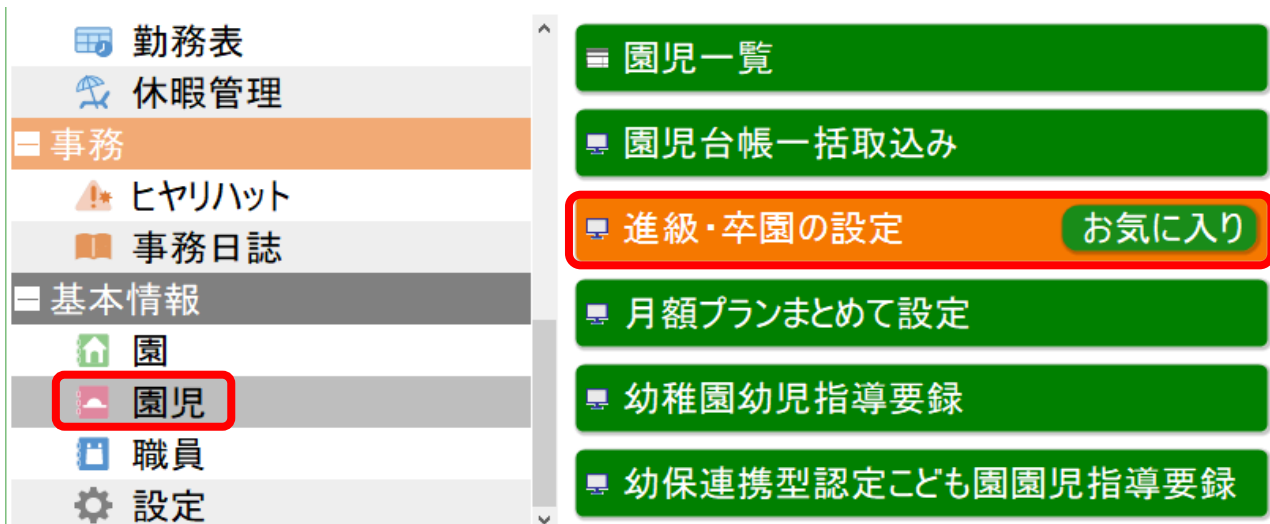 勤務表
休暇管理
事務
ヒヤリハット
事務日誌
基本情報
園
園児
職員
設定
園児一覧
園児台帳一括取込み
進級・卒園の設定
お気に入り
月額プランまとめて設定
幼稚園幼児指導要録
幼保連携型認定こども園園児指導要録